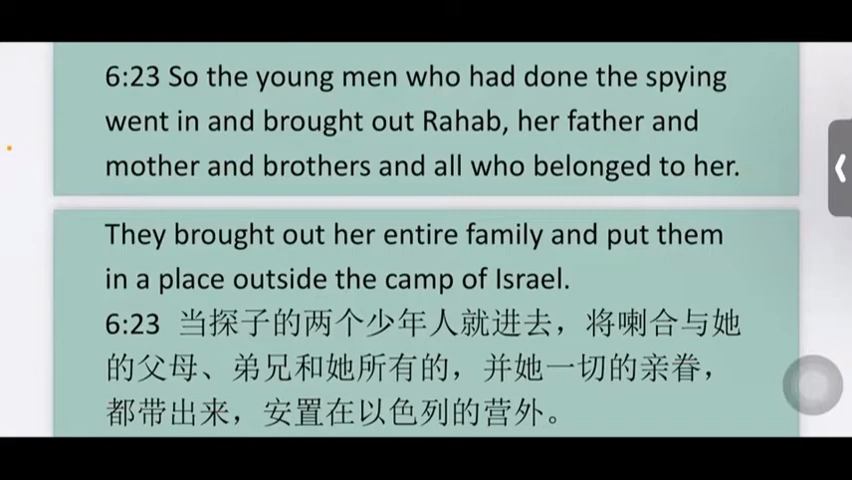 6:23 So the young men who had done the spying
went in and brought out Rahab, her father and
mother and brothers and all who belonged to her.
They brought out her entire family and put them
in a place outside the camp of Israel.
6:23 当探子的两个少年人就进去，将喇合与她
的父母、弟兄和她所有的，并她一切的亲眷，
都带出来，安置在以色列的营外。